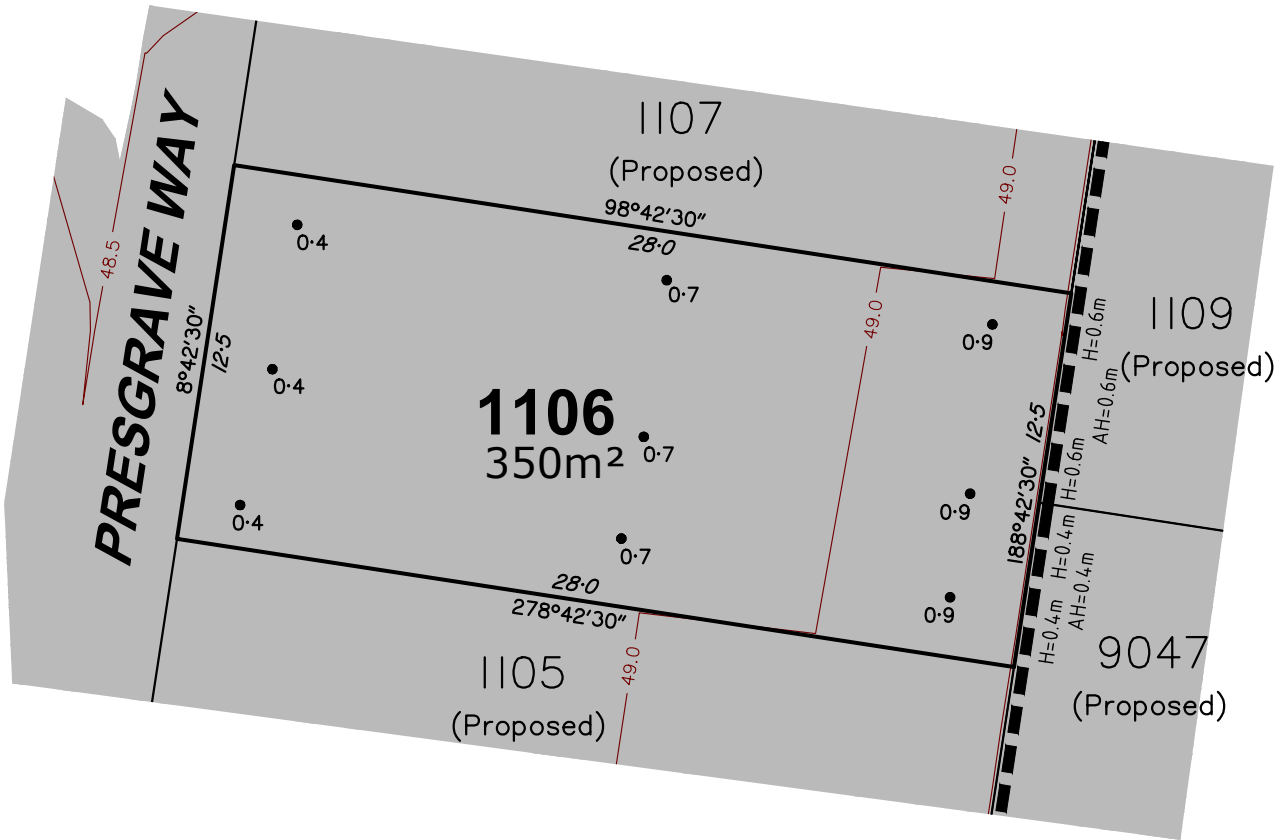 1107
(Proposed)
49.0
98°42'30"
28·0
PRESGRAVE WAY
48.5
0·4
0·7
0·9
49.0
H=0.6m
1109
(Proposed)
8°42'30"
12·5
0·4
1106
350m²
0·7
12·5
AH=0.6m
H=0.6m
0·4
0·7
0·9
188°42'30"
H=0.4m
AH=0.4m
H=0.4m
28·0
278°42'30"
0·9
9047
(Proposed)
1105
(Proposed)
49.0